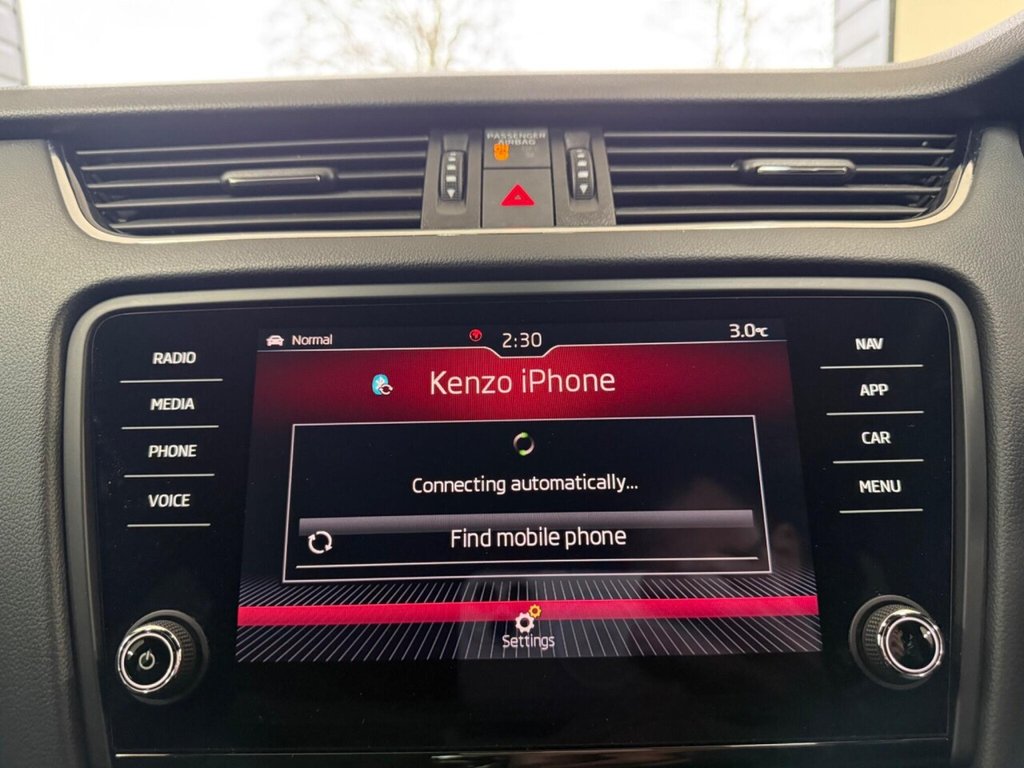 PASSENGER
AIRBAG
Normal
2:30
3.0°C
RADIO
MEDIA
PHONE
VOICE
Kenzo iPhone
Connecting automatically...
Find mobile phone
Settings
NAV
APP
CAR
MENU